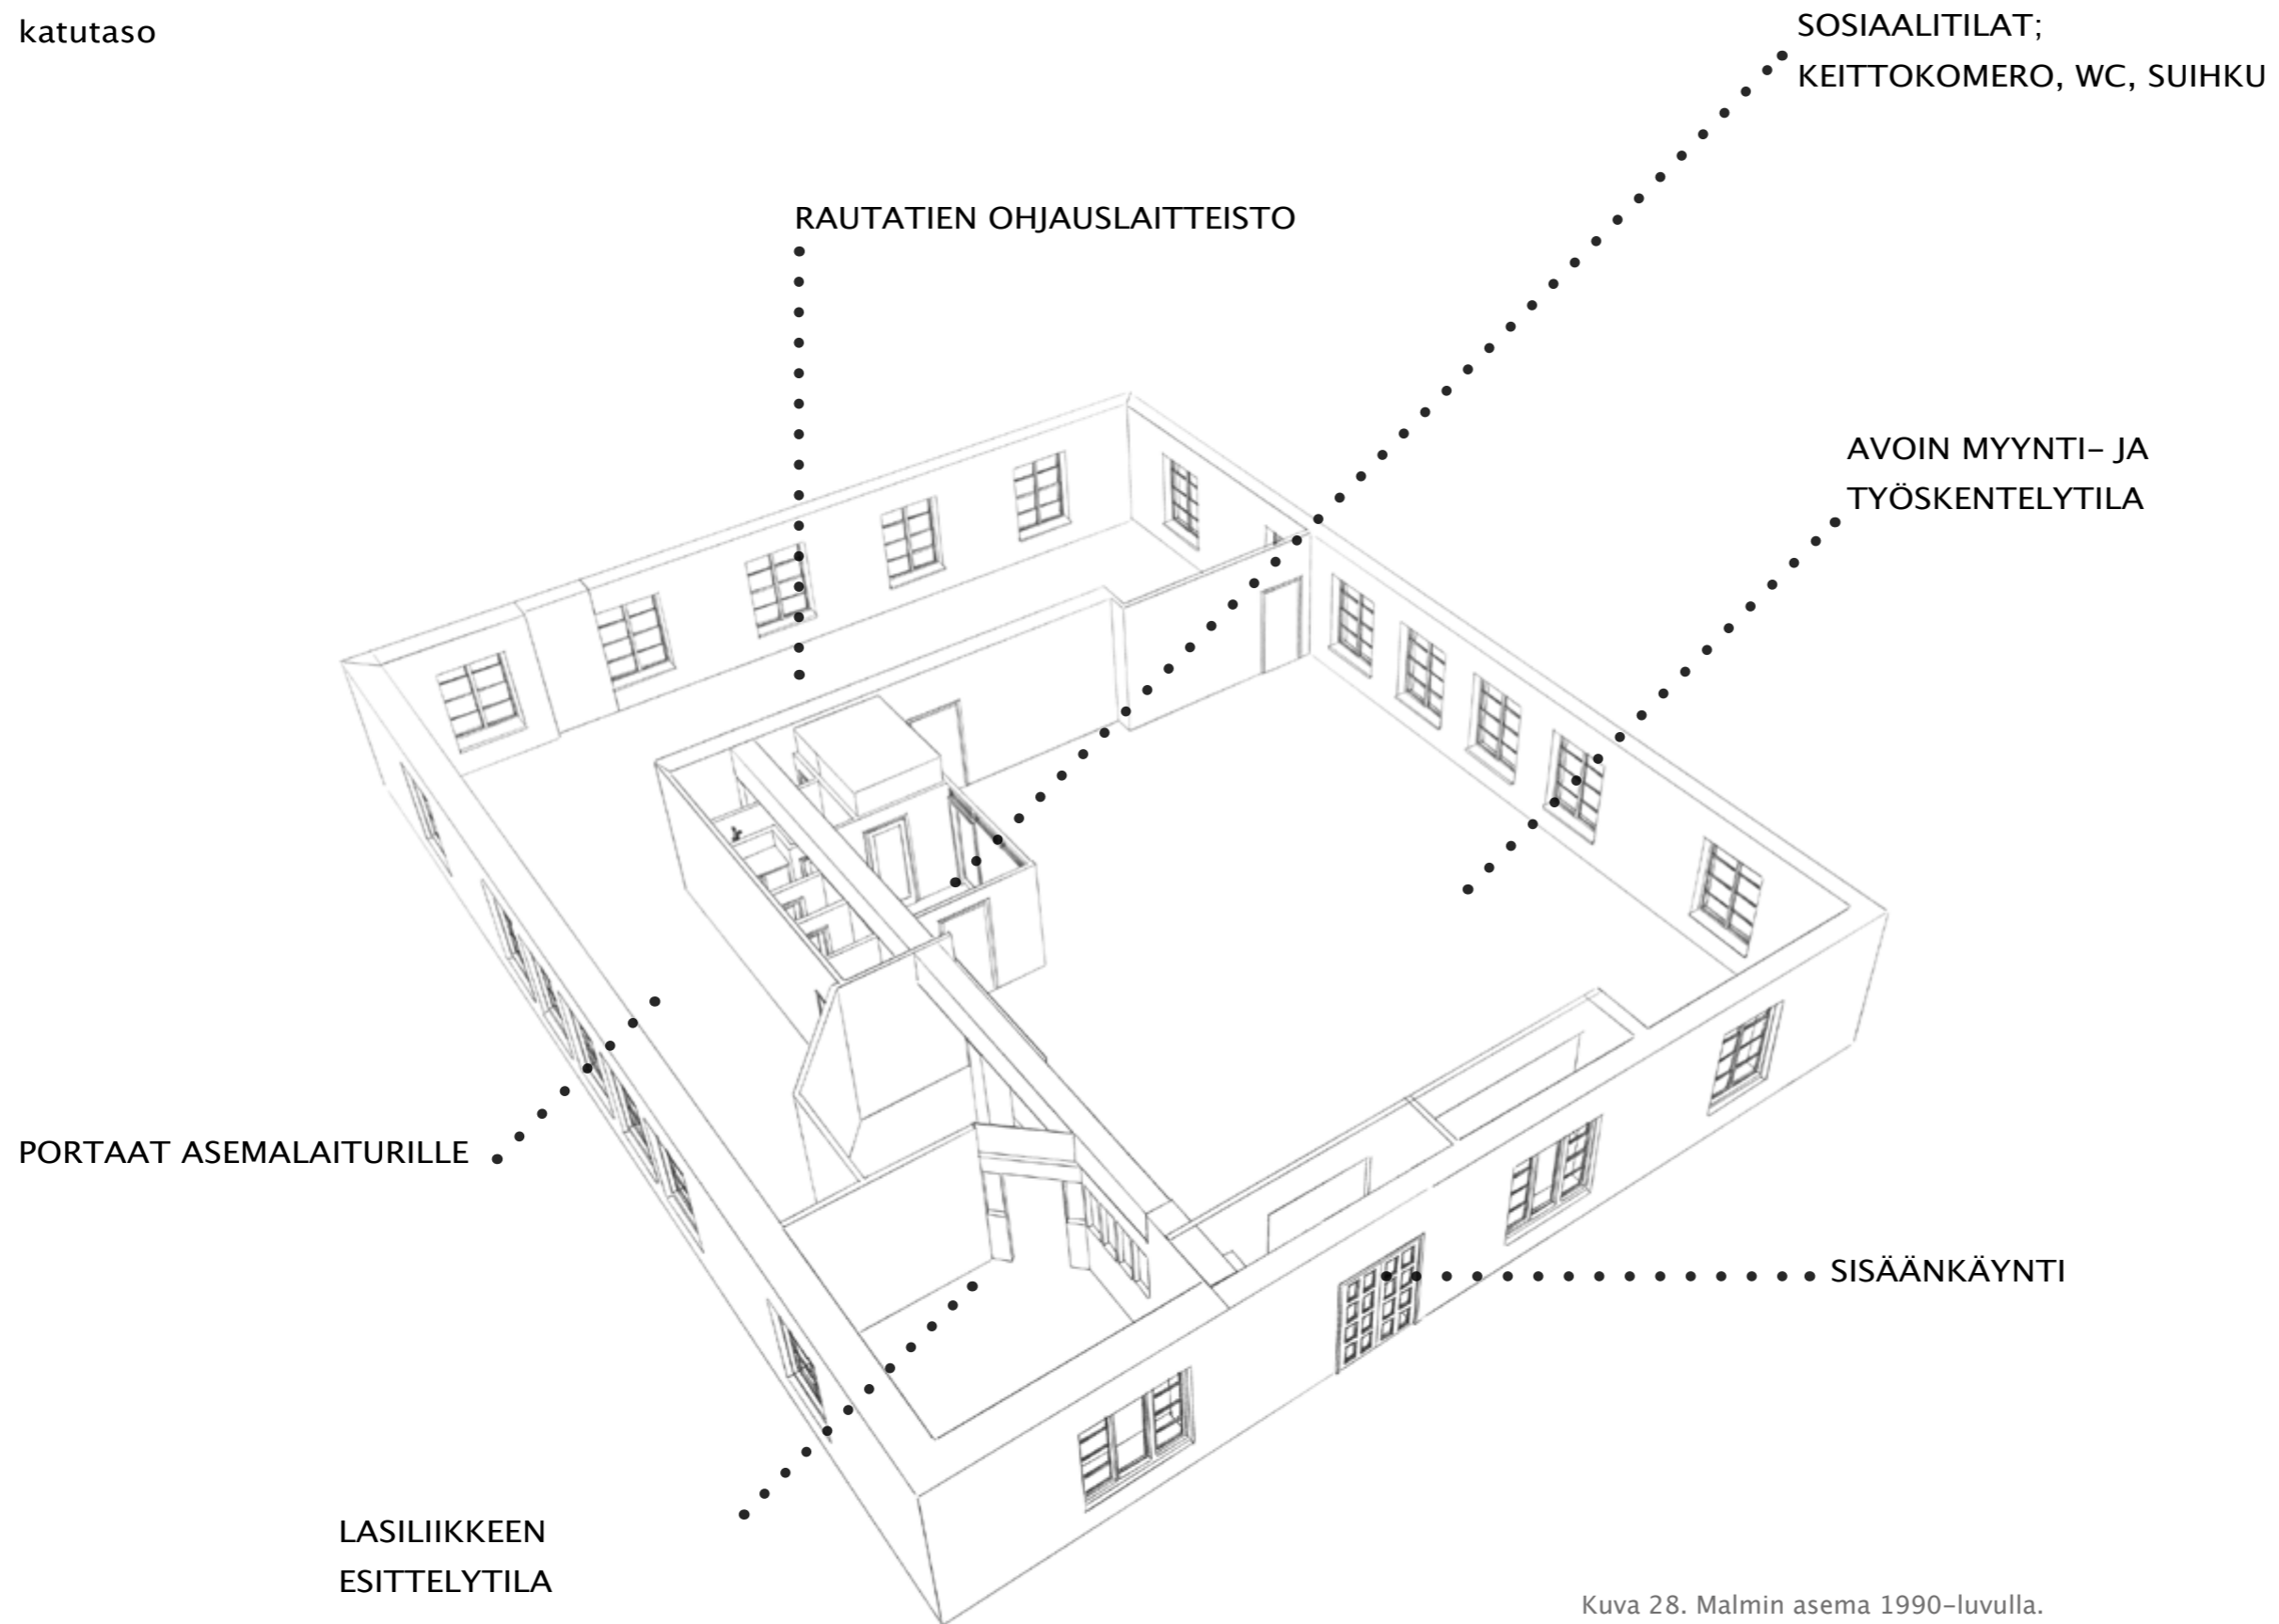 katutaso
SOSIAALITILAT;
KEITTOKOMERO, WC, SUIHKU
RAUTATIEN OHJAUSLAITTEISTO
AVOIN MYYNTI- JA
TYÖSKENTELYTILA
PORTAAT ASEMALAITURILLE
SISÄÄNKÄYNTI
LASILIIKKEEN
ESITTELYTILA
Kuva 28. Malmin asema 1990-luvulla.